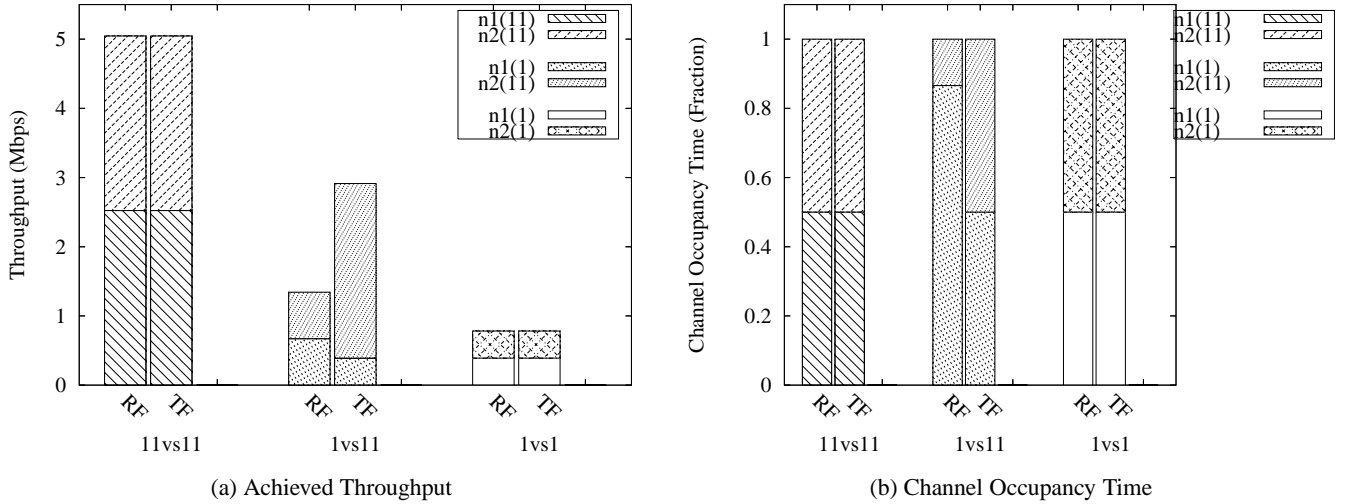 Throughput (Mbps)
5
4
3
2
1
0
n1(11)
n2(11)
n1(1)
n2(11)
n1(1)
n2(1)
RF
TF
RF
TF
RF
TF
11vs11
1vs11
1vs1
(a) Achieved Throughput
Channel Occupancy Time (Fraction)
1
0.8
0.6
0.4
0.2
0
n1(11)
n2(11)
n1(1)
n2(11)
n1(1)
n2(1)
RF
TF
RF
TF
RF
TF
11vs11
1vs11
1vs1
(b) Channel Occupancy Time